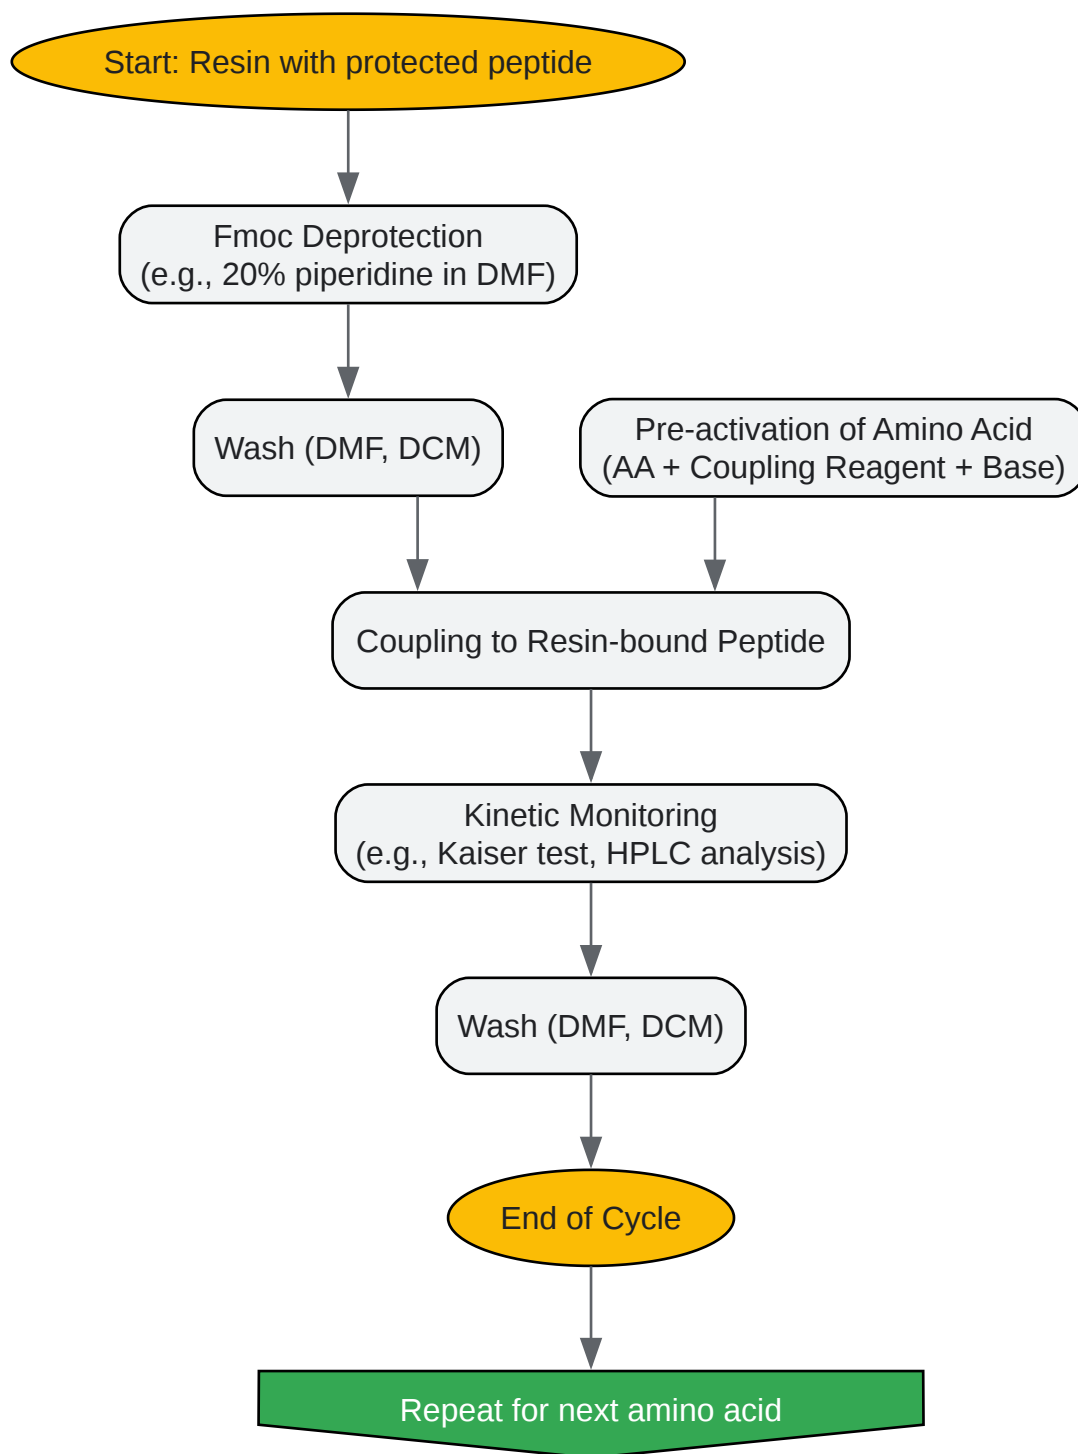 Start: Resin with protected peptide
Fmoc Deprotection
(e.g., 20% piperidine in DMF)
Wash (DMF, DCM)
Pre-activation of Amino Acid
(AA + Coupling Reagent + Base)
Coupling to Resin-bound Peptide
Kinetic Monitoring
(e.g., Kaiser test, HPLC analysis)
Wash (DMF, DCM)
End of Cycle
Repeat for next amino acid